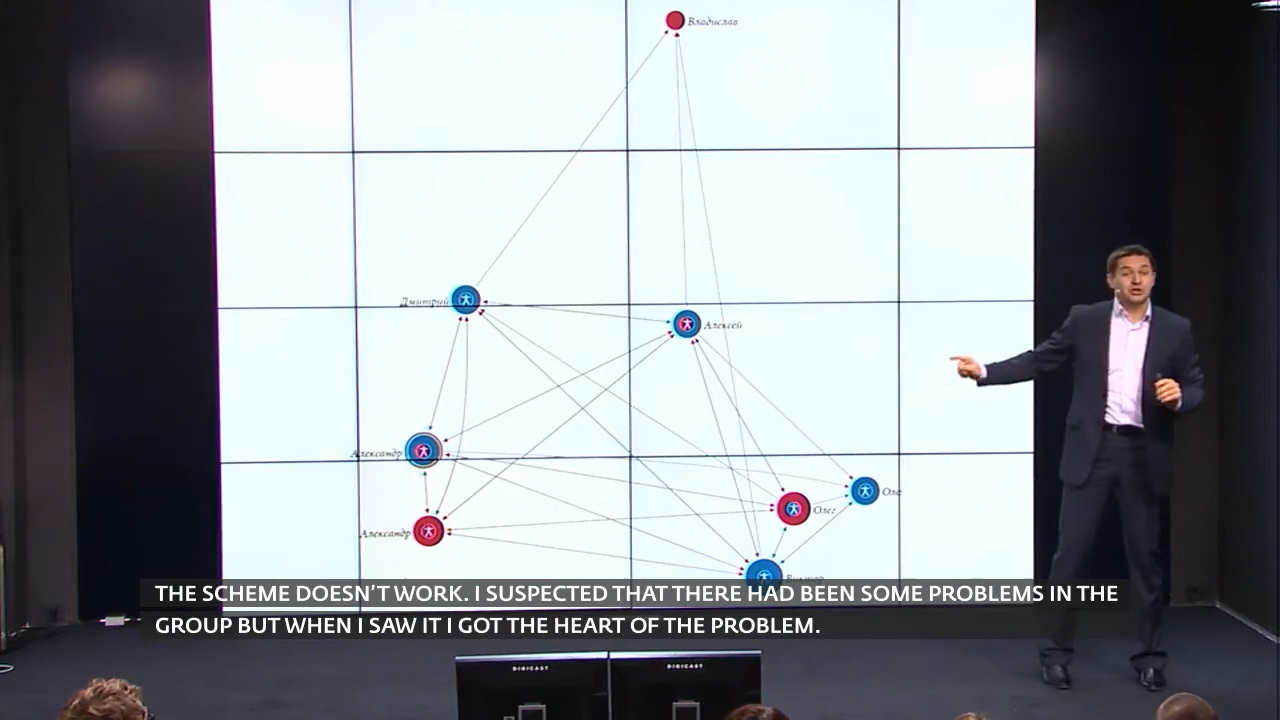 Владислав
Дмитрий
Алексей
Александр
Олег
Олег
Александр
Виктор
THE SCHEME DOESN'T WORK. I SUSPECTED THAT THERE HAD BEEN SOME PROBLEMS IN THE
GROUP BUT WHEN I SAW IT I GOT THE HEART OF THE PROBLEM.
DIGICAST
DIGICAST